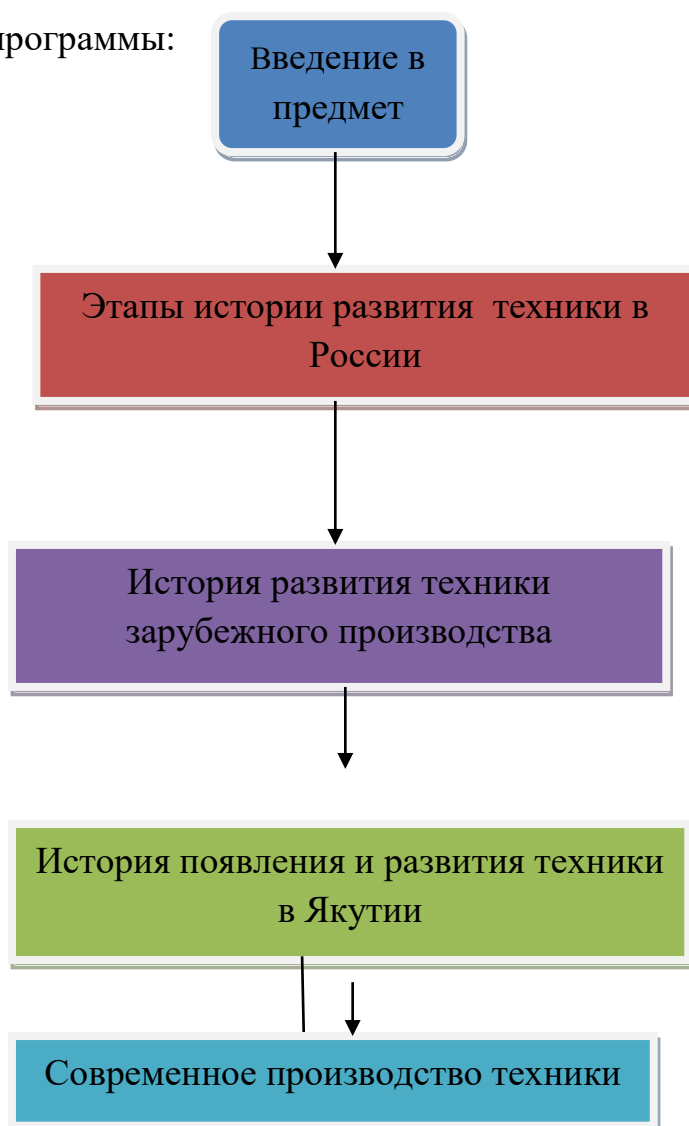 программы:
Введение в
предмет
Этапы истории развития техники в
России
История развития техники
зарубежного производства
История появления и развития техники
в Якутии
Современное производство техники